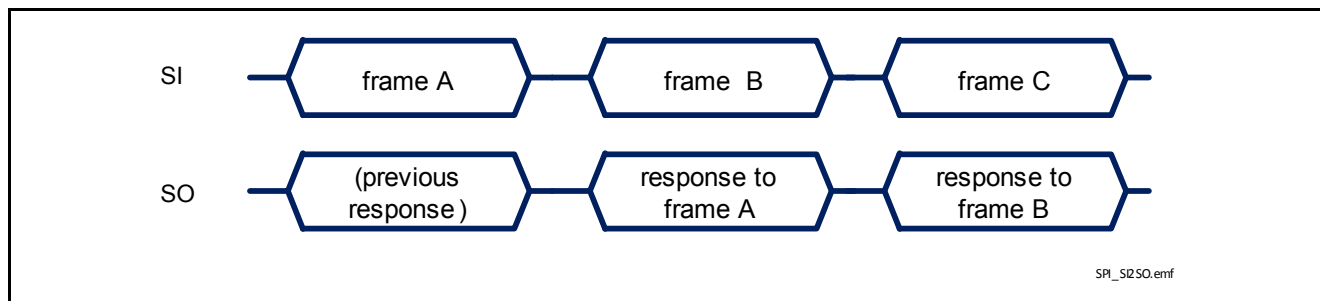 SI
frame A
frame B
frame C
SO
(previous
response)
response to
frame A
response to
frame B
SPI_SI2SO.emf